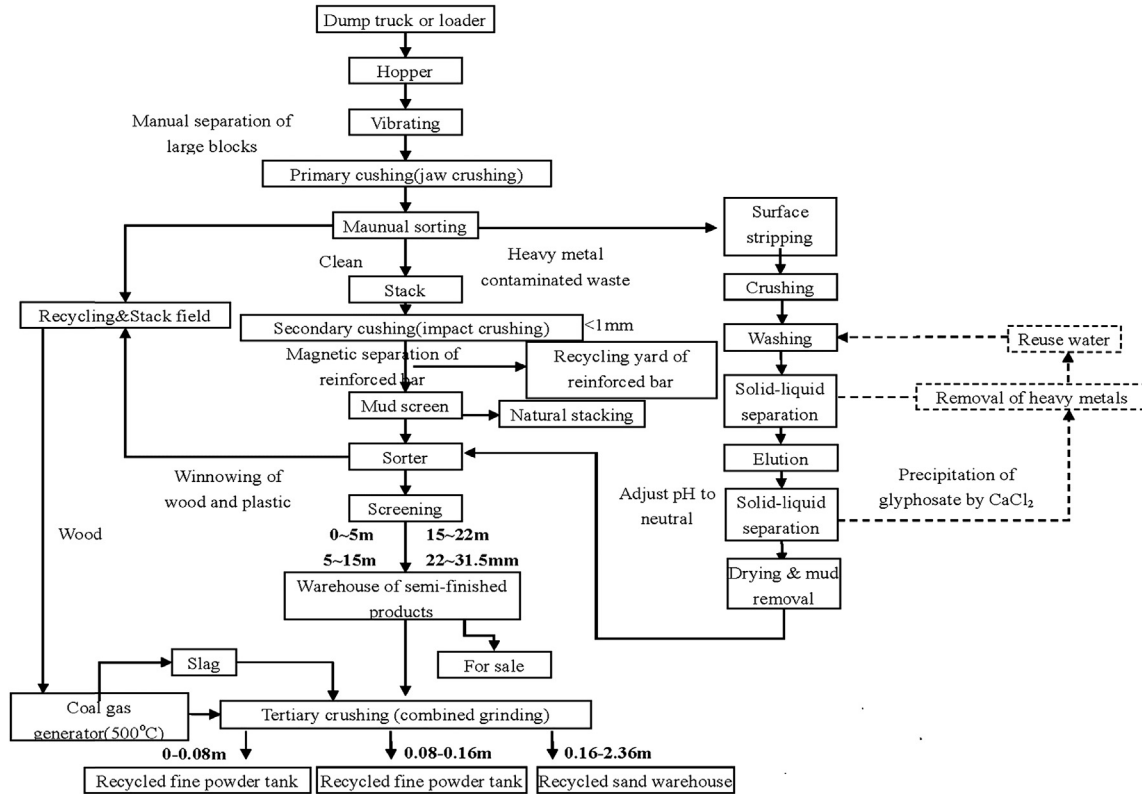 Dump truck or loader
Hopper
Vibrating
Manual separation of
large blocks
Primary cushing(jaw crushing)
Maunual sorting
Surface
stripping
Clean
Heavy metal
contaminated waste
Stack
Crushing
Recycling&Stack field
Secondary cushing(impact crushing)
<1mm
Washing
Reuse water
Magnetic separation of
reinforced bar
Recycling yard of
reinforced bar
Solid-liquid
separation
Removal of heavy metals
Mud screen
Natural stacking
Sorter
Elution
Winnowing of
wood and plastic
Adjust pH to
neutral
Precipitation of
glyphosate by CaCl₂
Screening
Solid-liquid
separation
Wood
0~5m
15~22m
5~15m
22~31.5mm
Drying & mud
removal
Warehouse of semi-finished
products
For sale
Slag
Coal gas
generator(500°C)
Tertiary crushing (combined grinding)
0-0.08m
0.08-0.16m
0.16-2.36m
Recycled fine powder tank
Recycled fine powder tank
Recycled sand warehouse